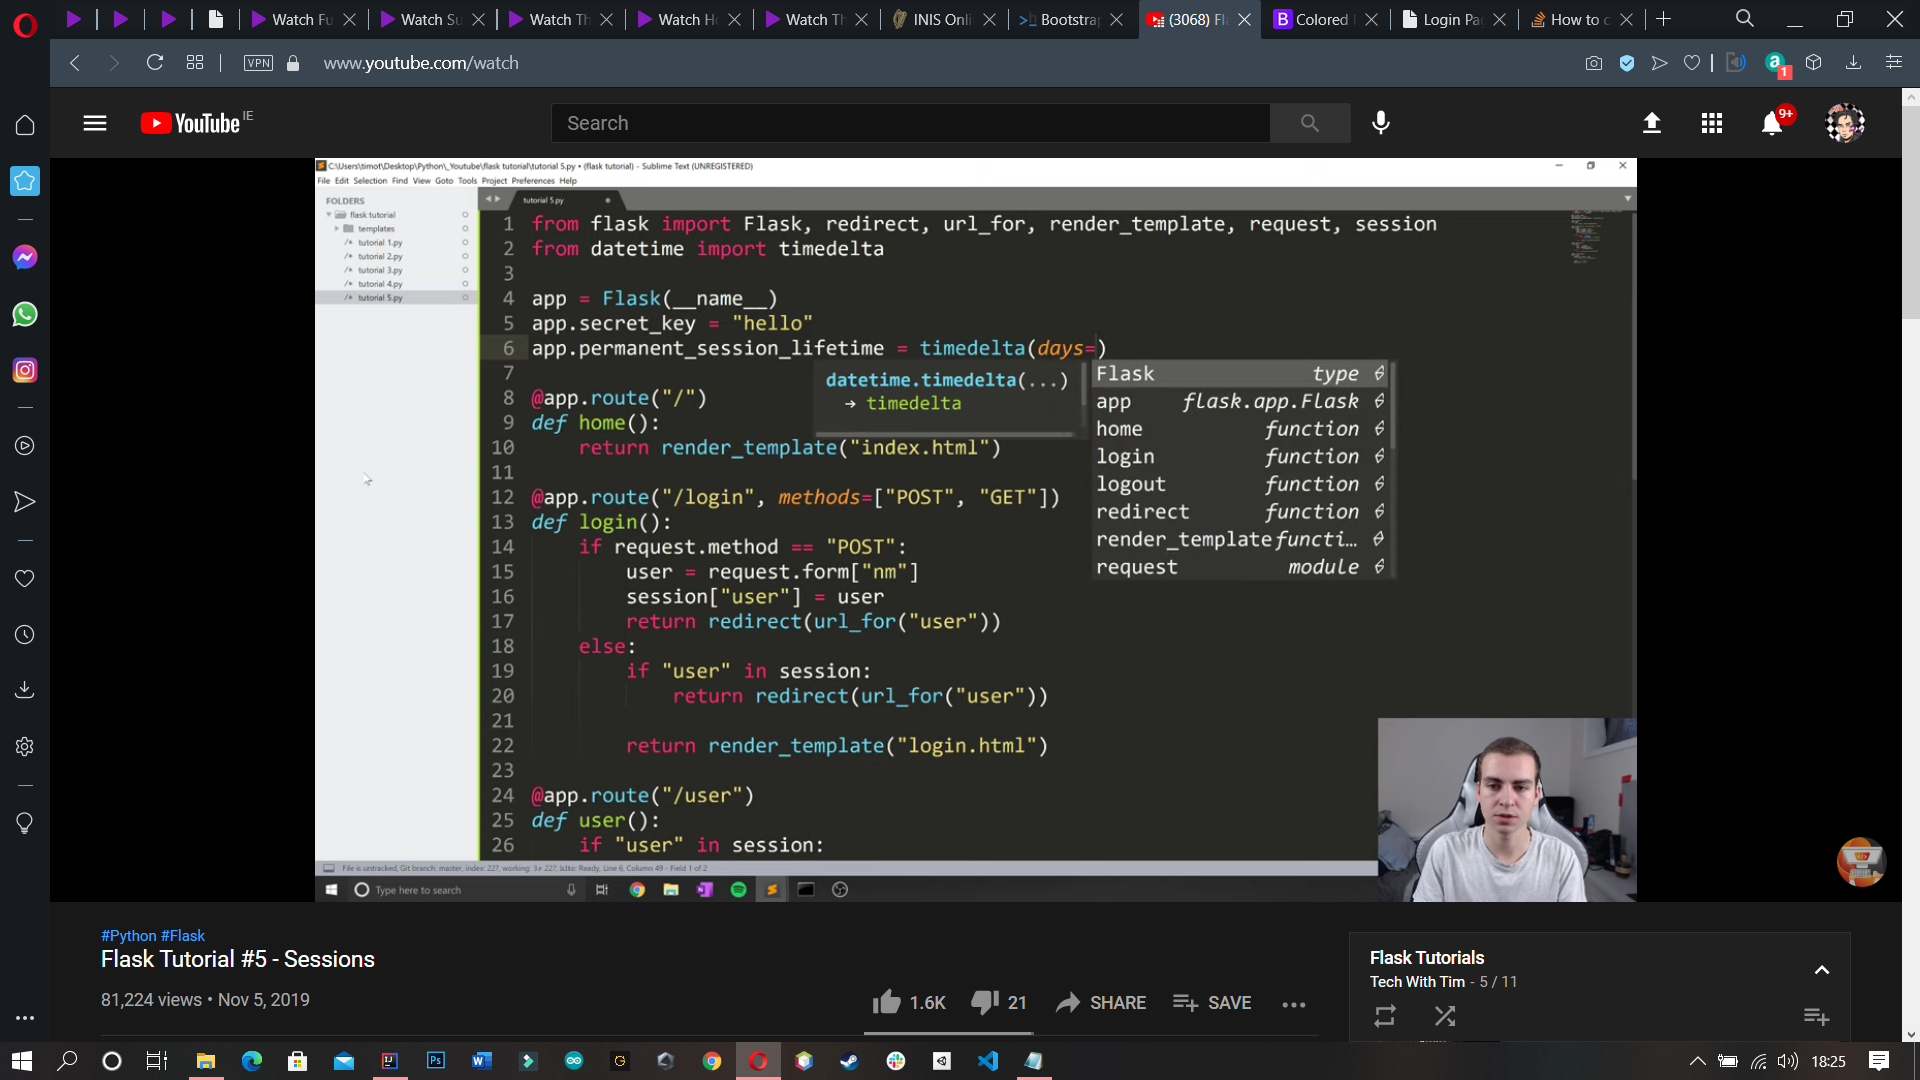 Watch Fu
Watch Su
Watch Th
Watch H
Watch Th
INIS Onli
Bootstrap
(3068) Fl
Colored
Login Pa
How to c
VPN
www.youtube.com/watch
1
YouTube IE
Search
9+
C:\Users\timot\Desktop\Python\_Youtube\flask tutorial\tutorial 5.py • (flask tutorial) - Sublime Text (UNREGISTERED)
File Edit Selection Find View Goto Tools Project Preferences Help
FOLDERS
flask tutorial
templates
tutorial 1.py
tutorial 2.py
tutorial 3.py
tutorial 4.py
tutorial 5.py
tutorial 5.py
1 from flask import Flask, redirect, url_for, render_template, request, session
2 from datetime import timedelta
3
4 app = Flask(__name__)
5 app.secret_key = "hello"
6 app.permanent_session_lifetime = timedelta(days=)
7
8 @app.route("/")
9 def home():
10 return render_template("index.html")
11
12 @app.route("/login", methods=["POST", "GET"])
13 def login():
14 if request.method == "POST":
15 user = request.form["nm"]
16 session["user"] = user
17 return redirect(url_for("user"))
18 else:
19 if "user" in session:
20 return redirect(url_for("user"))
21
22 return render_template("login.html")
23
24 @app.route("/user")
25 def user():
26 if "user" in session:
datetime.timedelta(...)
→ timedelta
Flask type
app flask.app.Flask
home function
login function
logout function
redirect function
render_template functi…
request module
File is untracked, Git branch: master, index: 22?, working: 3≠ 22?, Jedi: Ready, Line 6, Column 49 - Field 1 of 2
Type here to search
#Python #Flask
Flask Tutorial #5 - Sessions
81,224 views • Nov 5, 2019
1.6K
21
SHARE
SAVE
Flask Tutorials
Tech With Tim - 5 / 11
18:25